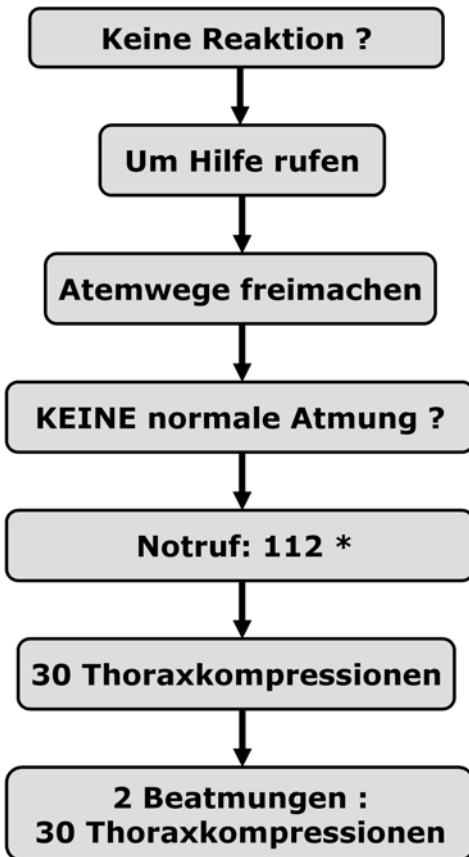 Keine Reaktion ?
Um Hilfe rufen
Atemwege freimachen
KEINE normale Atmung ?
Notruf: 112 *
30 Thoraxkompressionen
2 Beatmungen :
30 Thoraxkompressionen